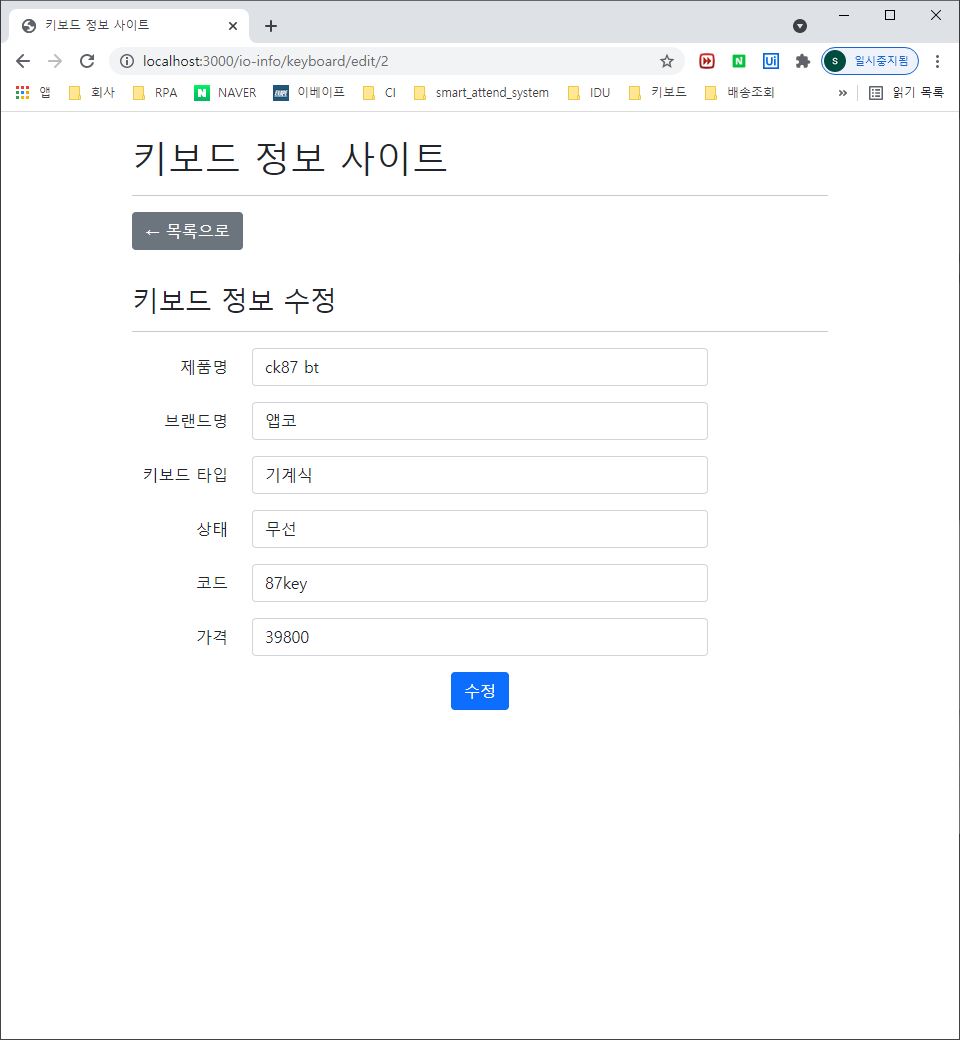 키보드 정보 사이트
localhost:3000/io-info/keyboard/edit/2
S 일시중지됨
앱 회사 RPA NAVER 이베이프 CI smart_attend_system IDU 키보드 배송조회 » 읽기 목록
키보드 정보 사이트
← 목록으로
키보드 정보 수정
제품명 ck87 bt
브랜드명 앱코
키보드 타입 기계식
상태 무선
코드 87key
가격 39800
수정